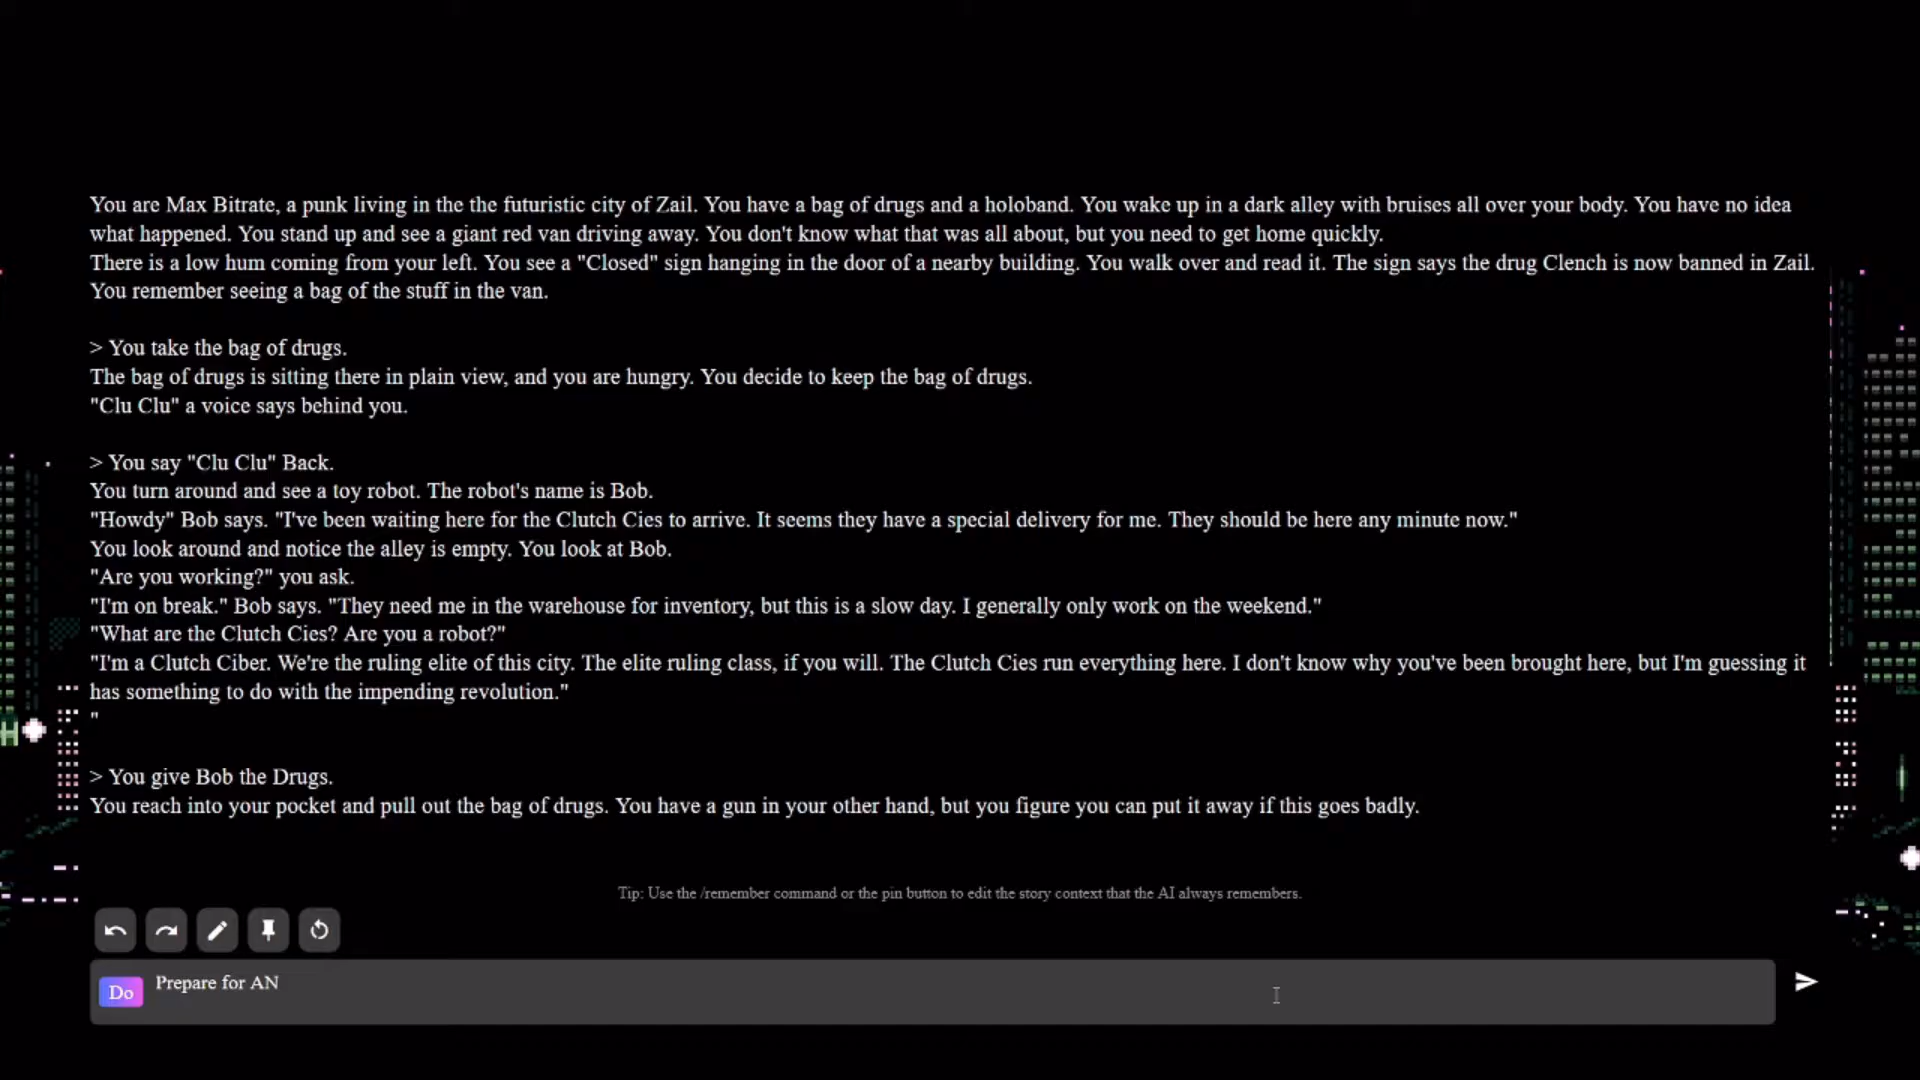 You are Max Bitrate, a punk living in the the futuristic city of Zail. You have a bag of drugs and a holoband. You wake up in a dark alley with bruises all over your body. You have no idea
what happened. You stand up and see a giant red van driving away. You don't know what that was all about, but you need to get home quickly.
There is a low hum coming from your left. You see a "Closed" sign hanging in the door of a nearby building. You walk over and read it. The sign says the drug Clench is now banned in Zail.
You remember seeing a bag of the stuff in the van.
> You take the bag of drugs.
The bag of drugs is sitting there in plain view, and you are hungry. You decide to keep the bag of drugs.
"Clu Clu" a voice says behind you.
> You say "Clu Clu" Back.
You turn around and see a toy robot. The robot's name is Bob.
"Howdy" Bob says. "I've been waiting here for the Clutch Cies to arrive. It seems they have a special delivery for me. They should be here any minute now."
You look around and notice the alley is empty. You look at Bob.
"Are you working?" you ask.
"I'm on break." Bob says. "They need me in the warehouse for inventory, but this is a slow day. I generally only work on the weekend."
"What are the Clutch Cies? Are you a robot?"
"I'm a Clutch Ciber. We're the ruling elite of this city. The elite ruling class, if you will. The Clutch Cies run everything here. I don't know why you've been brought here, but I'm guessing it
has something to do with the impending revolution."
"
> You give Bob the Drugs.
You reach into your pocket and pull out the bag of drugs. You have a gun in your other hand, but you figure you can put it away if this goes badly.
Tip: Use the /remember command or the pin button to edit the story context that the AI always remembers.
Do Prepare for AN